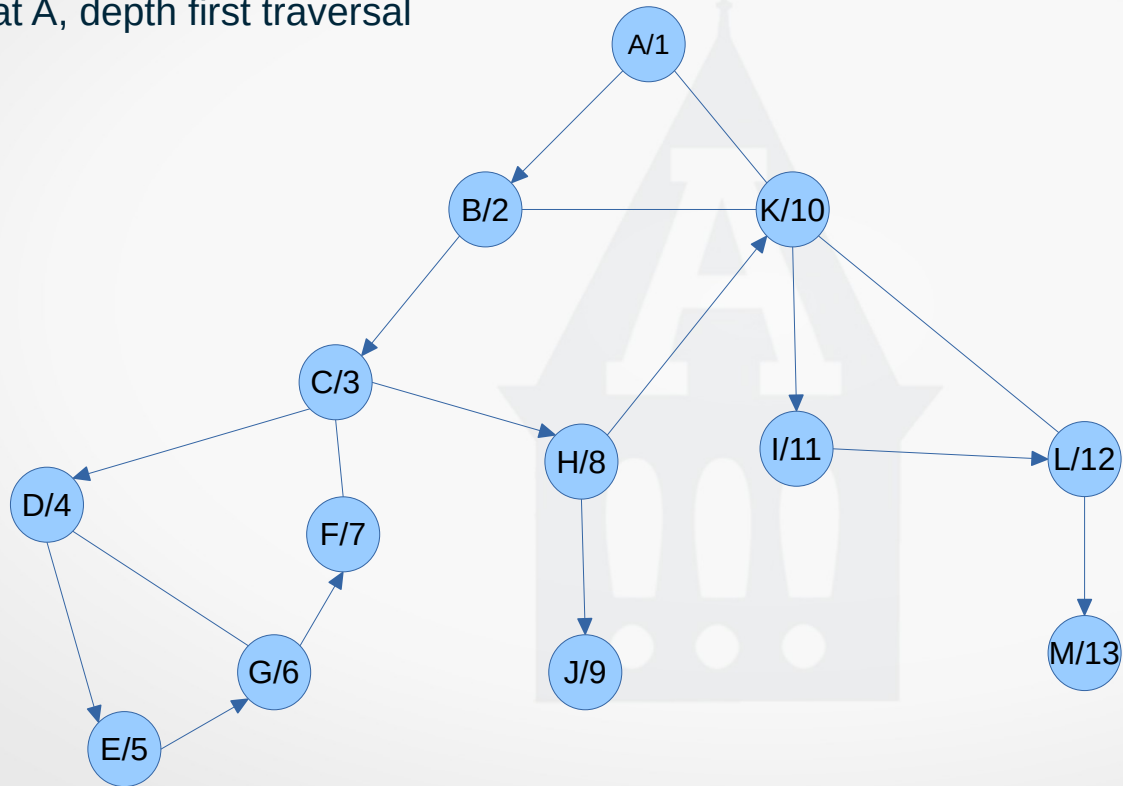 at A, depth first traversal
A/1
B/2
K/10
C/3
H/8
I/11
L/12
D/4
F/7
G/6
J/9
M/13
E/5
A